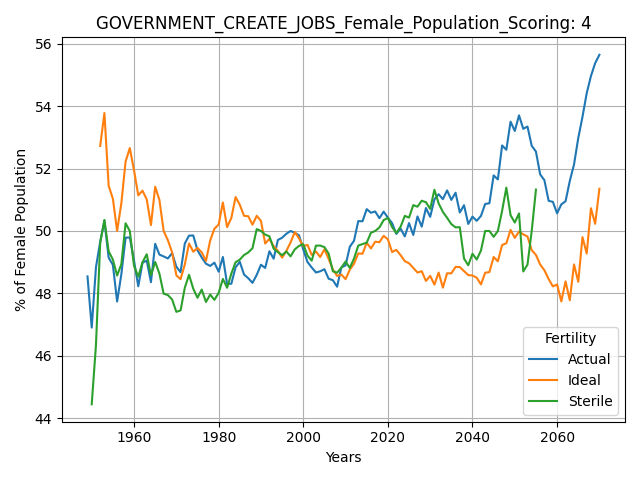 GOVERNMENT_CREATE_JOBS_Female_Population_Scoring: 4
% of Female Population
56
54
52
50
48
46
44
1960
1980
2000
2020
2040
2060
Years
Fertility
Actual
Ideal
Sterile